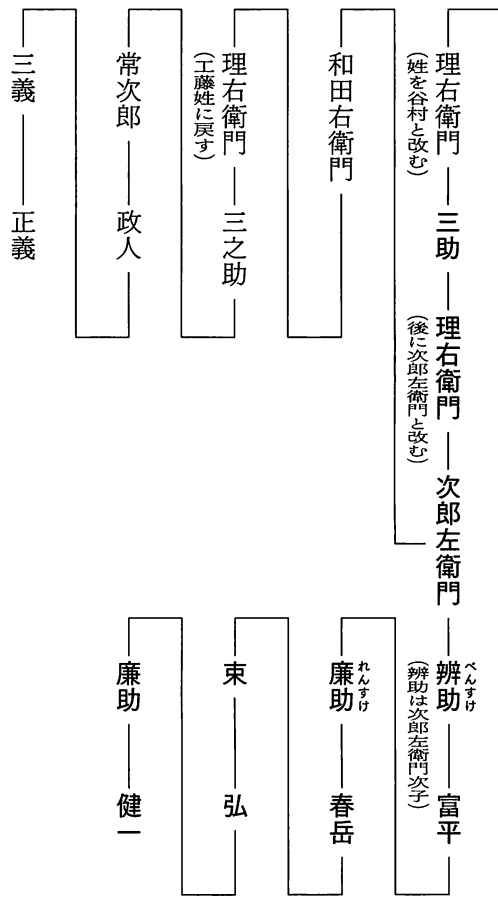 理右衛門
(姓を谷村と改む)
三助
理右衛門
(後に次郎左衛門と改む)
次郎左衛門
べんすけ
辨助
(辨助は次郎左衛門次子)
富平
れんすけ
廉助
春岳
束
弘
廉助
健一
和田右衛門
理右衛門
(工藤姓に戻す)
三之助
常次郎
政人
三義
正義